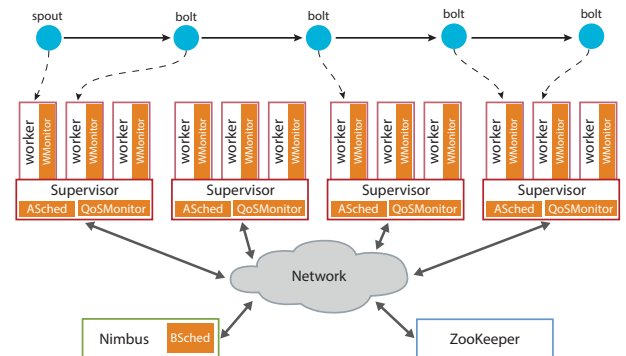 spout bolt bolt bolt bolt
worker WMonitor worker WMonitor worker WMonitor worker WMonitor worker WMonitor worker WMonitor worker WMonitor worker WMonitor worker WMonitor worker WMonitor worker WMonitor worker WMonitor
Supervisor Supervisor Supervisor Supervisor
ASched QoSMonitor ASched QoSMonitor ASched QoSMonitor ASched QoSMonitor
Network
Nimbus BSched ZooKeeper